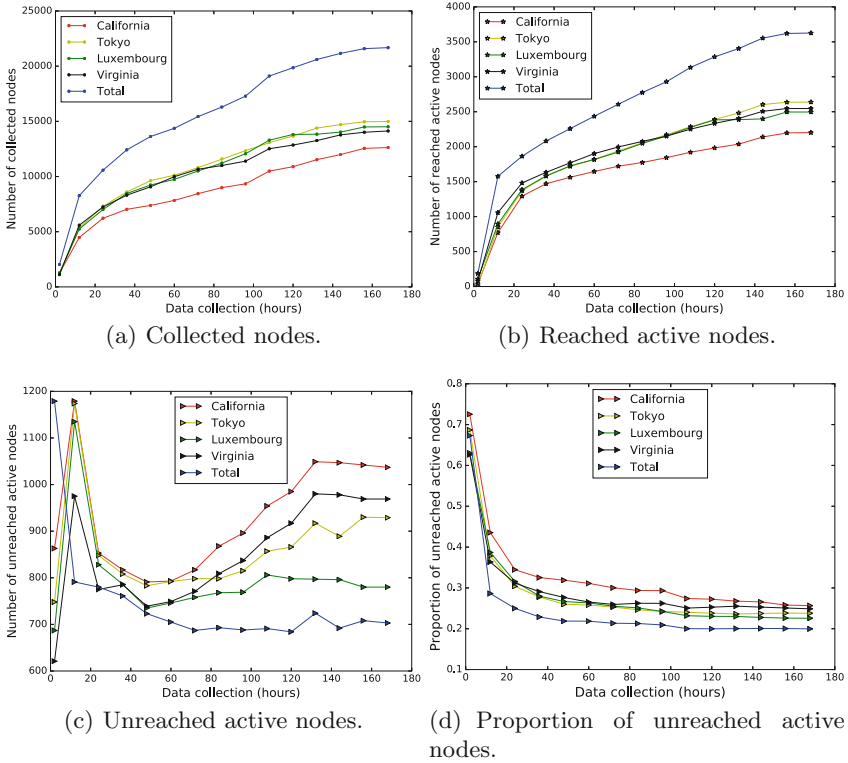 25000
20000
15000
10000
5000
0
Number of collected nodes
California
Tokyo
Luxembourg
Virginia
Total
0 20 40 60 80 100 120 140 160 180
Data collection (hours)
(a) Collected nodes.
4000
3500
3000
2500
2000
1500
1000
500
0
Number of reached active nodes
California
Tokyo
Luxembourg
Virginia
Total
0 20 40 60 80 100 120 140 160 180
Data collection (hours)
(b) Reached active nodes.
1200
1100
1000
900
800
700
600
Number of unreached active nodes
California
Tokyo
Luxembourg
Virginia
Total
0 20 40 60 80 100 120 140 160 180
Data collection (hours)
(c) Unreached active nodes.
0.8
0.7
0.6
0.5
0.4
0.3
0.2
0.1
Proportion of unreached active nodes
California
Tokyo
Luxembourg
Virginia
Total
0 20 40 60 80 100 120 140 160 180
Data collection (hours)
(d) Proportion of unreached active
nodes.